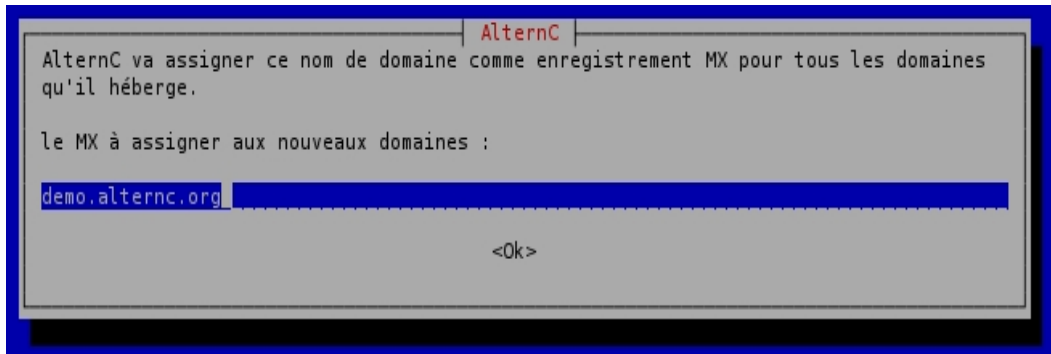 AlternC
AlternC va assigner ce nom de domaine comme enregistrement MX pour tous les domaines
qu'il héberge.
le MX à assigner aux nouveaux domaines :
demo.alternc.org
<Ok>